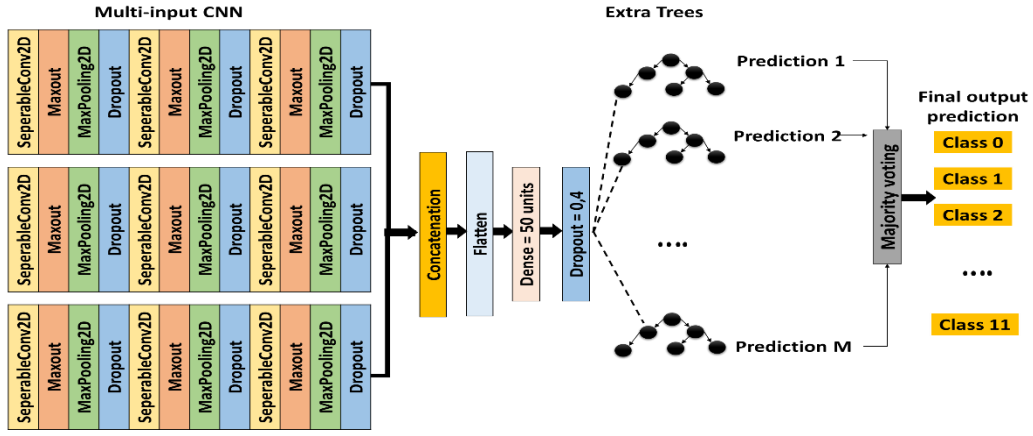 Multi-input CNN
Extra Trees
SeperableConv2D
Maxout
MaxPooling2D
Dropout
SeperableConv2D
Maxout
MaxPooling2D
Dropout
SeperableConv2D
Maxout
MaxPooling2D
Dropout
SeperableConv2D
Maxout
MaxPooling2D
Dropout
SeperableConv2D
Maxout
MaxPooling2D
Dropout
SeperableConv2D
Maxout
MaxPooling2D
Dropout
SeperableConv2D
Maxout
MaxPooling2D
Dropout
SeperableConv2D
Maxout
MaxPooling2D
Dropout
SeperableConv2D
Maxout
MaxPooling2D
Dropout
Concatenation
Flatten
Dense = 50 units
Dropout = 0,4
Prediction 1
Prediction 2
....
Prediction M
Majority voting
Final output
prediction
Class 0
Class 1
Class 2
....
Class 11